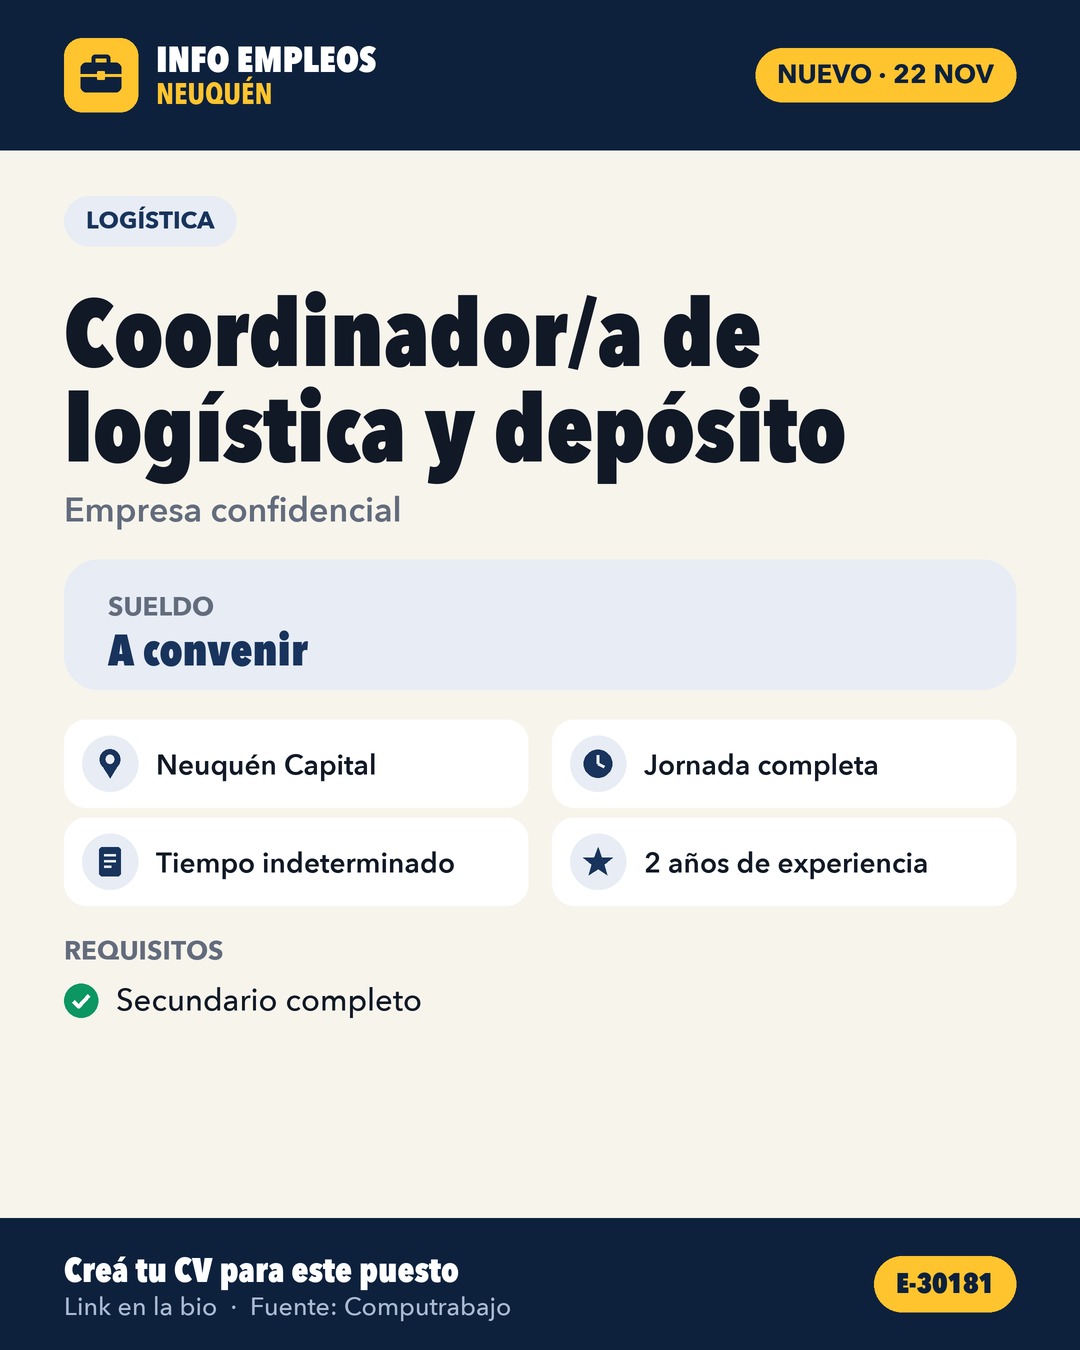 INFO EMPLEOS
NEUQUÉN
NUEVO · 22 NOV
LOGÍSTICA
Coordinador/a de
logística y depósito
Empresa confidencial
SUELDO
A convenir
Neuquén Capital
Jornada completa
Tiempo indeterminado
2 años de experiencia
REQUISITOS
Secundario completo
Creá tu CV para este puesto
Link en la bio · Fuente: Computrabajo
E-30181